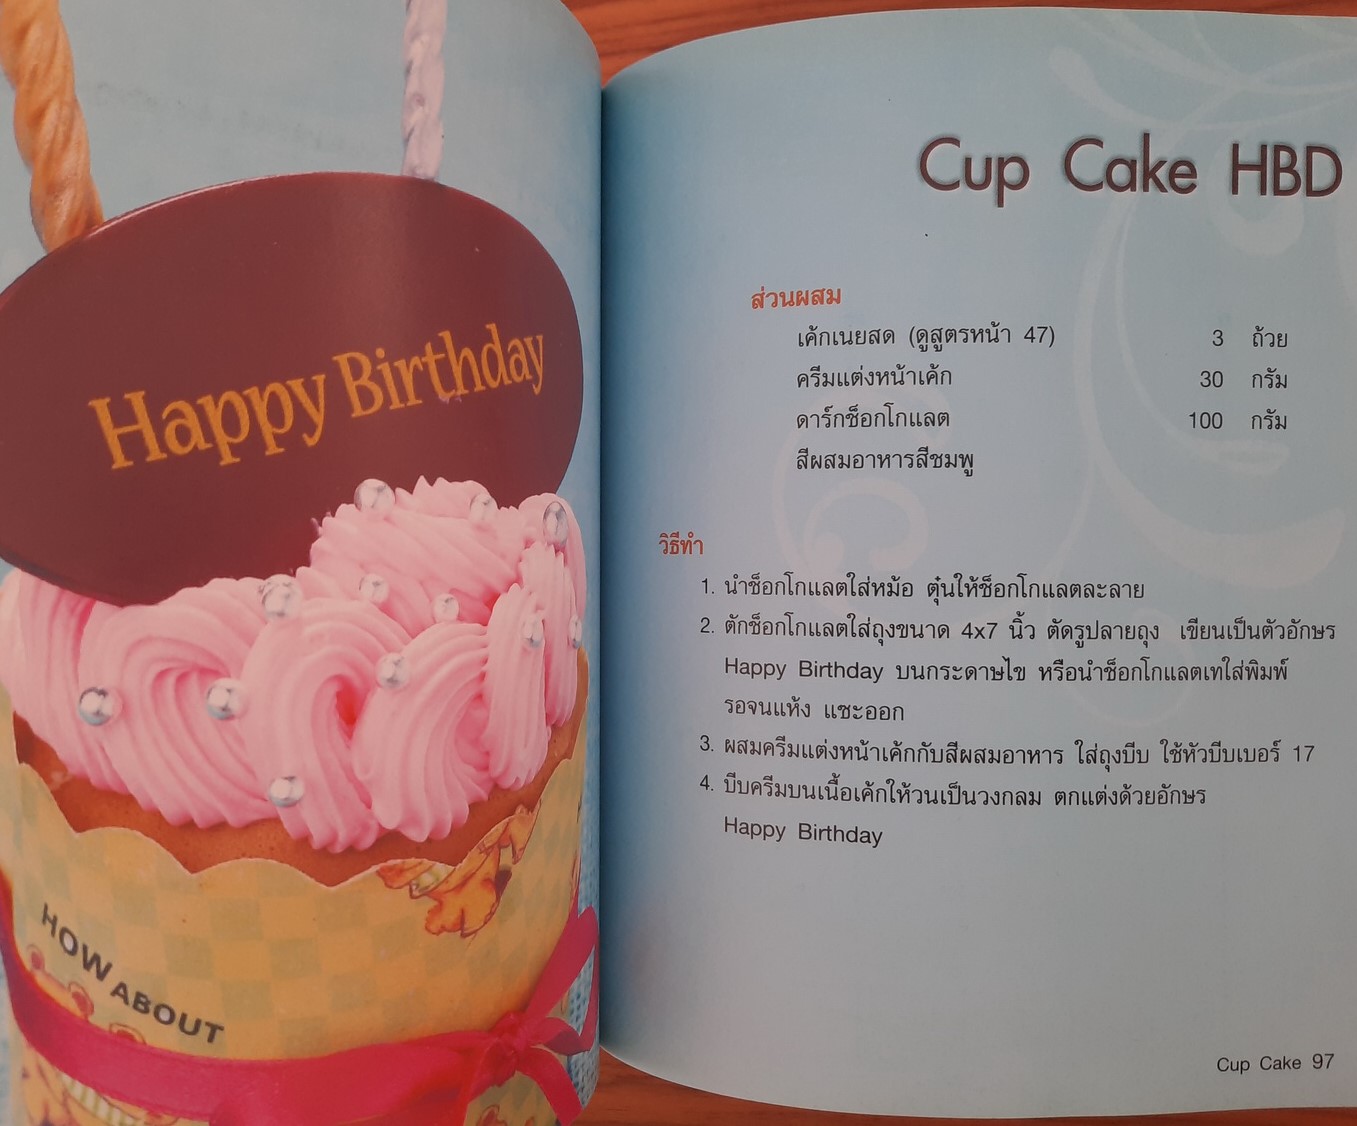 Happy Birthday
HOW ABOUT
Cup Cake HBD
ส่วนผสม
เค้กเนยสด (ดูสูตรหน้า 47) 3 ถ้วย
ครีมแต่งหน้าเค้ก 30 กรัม
ดาร์กช็อกโกแลต 100 กรัม
สีผสมอาหารสีชมพู
วิธีทำ
1. นำช็อกโกแลตใส่หม้อ ตุ๋นให้ช็อกโกแลตละลาย
2. ตักช็อกโกแลตใส่ถุงขนาด 4x7 นิ้ว ตัดรูปลายถุง เขียนเป็นตัวอักษร
Happy Birthday บนกระดาษไข หรือนำช็อกโกแลตเทใส่พิมพ์
รอจนแห้ง แซะออก
3. ผสมครีมแต่งหน้าเค้กกับสีผสมอาหาร ใส่ถุงบีบ ใช้หัวบีบเบอร์ 17
4. บีบครีมบนเนื้อเค้กให้วนเป็นวงกลม ตกแต่งด้วยอักษร
Happy Birthday
Cup Cake 97